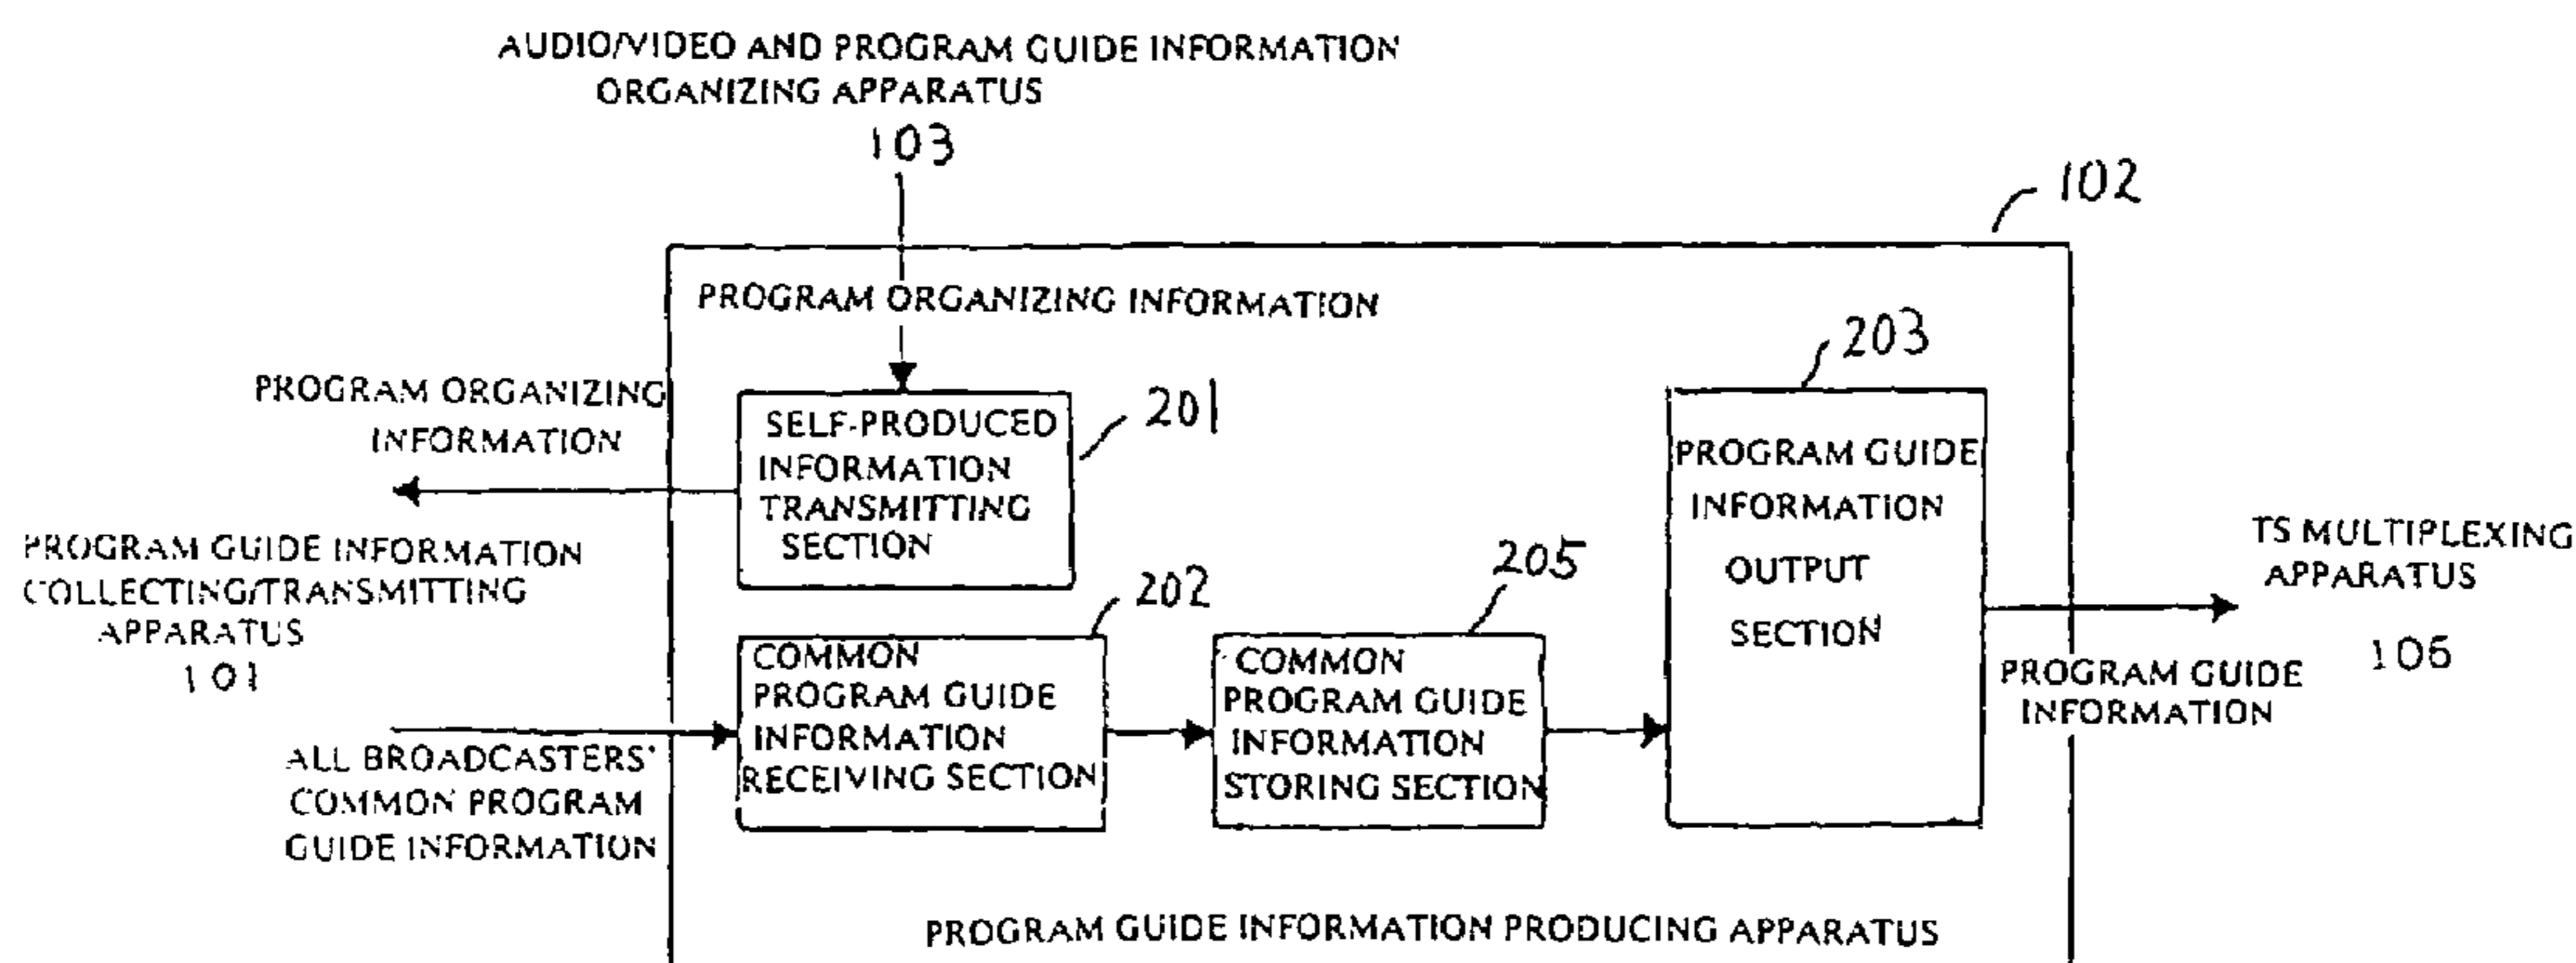 AUDIO/VIDEO AND PROGRAM GUIDE INFORMATION
ORGANIZING APPARATUS
103
102
PROGRAM ORGANIZING INFORMATION
203
PROGRAM ORGANIZING
INFORMATION
SELF-PRODUCED
INFORMATION
TRANSMITTING
SECTION
201
PROGRAM GUIDE
INFORMATION
OUTPUT
SECTION
PROGRAM GUIDE INFORMATION
COLLECTING/TRANSMITTING
APPARATUS
101
TS MULTIPLEXING
APPARATUS
106
202
205
COMMON
PROGRAM GUIDE
INFORMATION
RECEIVING SECTION
COMMON
PROGRAM GUIDE
INFORMATION
STORING SECTION
PROGRAM GUIDE
INFORMATION
ALL BROADCASTERS'
COMMON PROGRAM
GUIDE INFORMATION
PROGRAM GUIDE INFORMATION PRODUCING APPARATUS